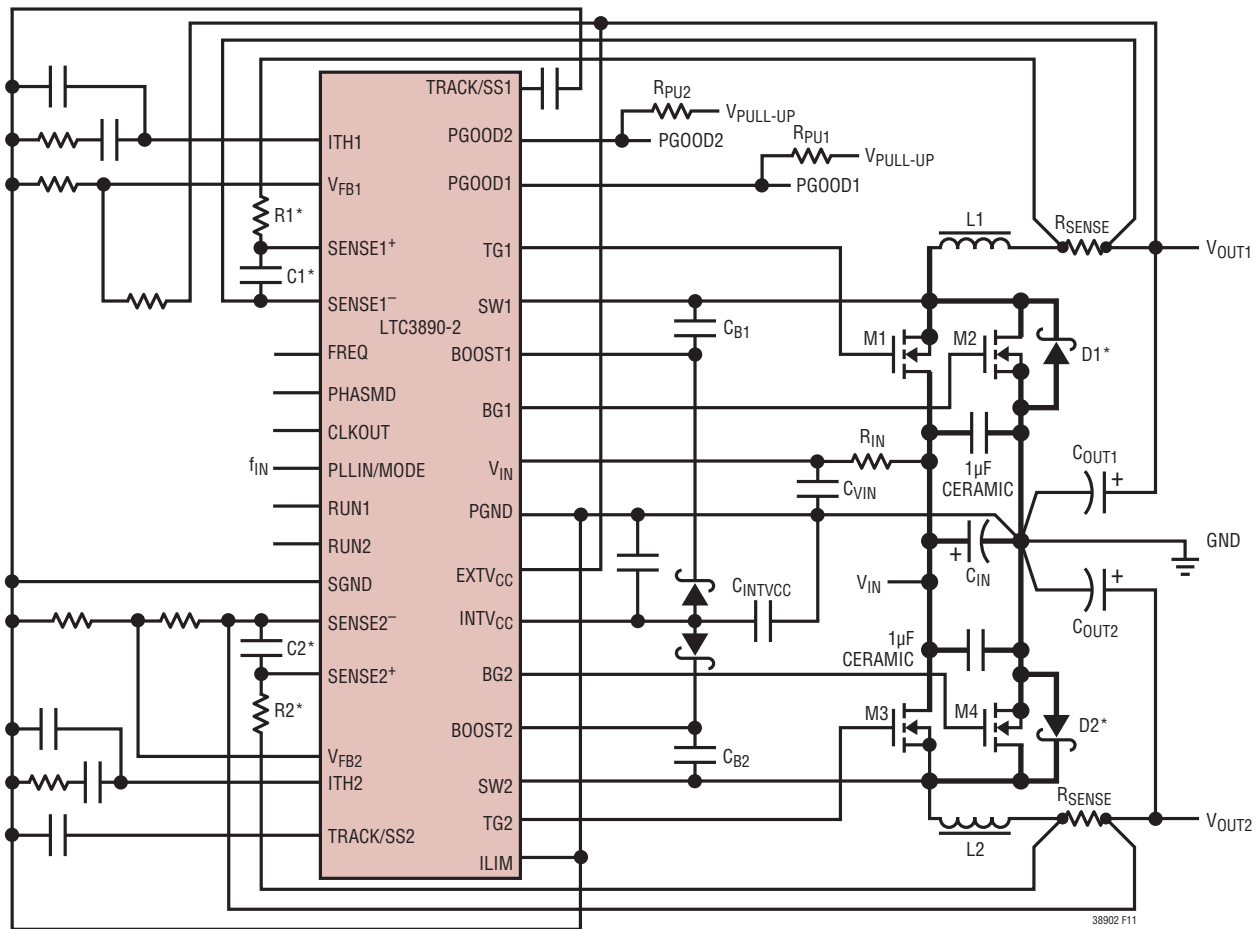 TRACK/SS1
RPU2
VPULL-UP
PGOOD2
PGOOD2
RPU1
VPULL-UP
PGOOD1
PGOOD1
ITH1
VFB1
R1*
SENSE1+
C1*
SENSE1–
LTC3890-2
TG1
L1
RSENSE
VOUT1
SW1
CB1
M1
M2
D1*
FREQ
BOOST1
PHASMD
BG1
CLKOUT
fIN
PLLIN/MODE
VIN
RIN
CVIN
1µF
CERAMIC
COUT1
RUN1
PGND
RUN2
GND
SGND
EXTVCC
VIN
CIN
CINTVCC
INTVCC
COUT2
SENSE2–
C2*
SENSE2+
1µF
CERAMIC
BG2
R2*
M3
M4
D2*
BOOST2
CB2
VFB2
ITH2
SW2
RSENSE
TG2
VOUT2
TRACK/SS2
L2
ILIM
38902 F11
+
+
+